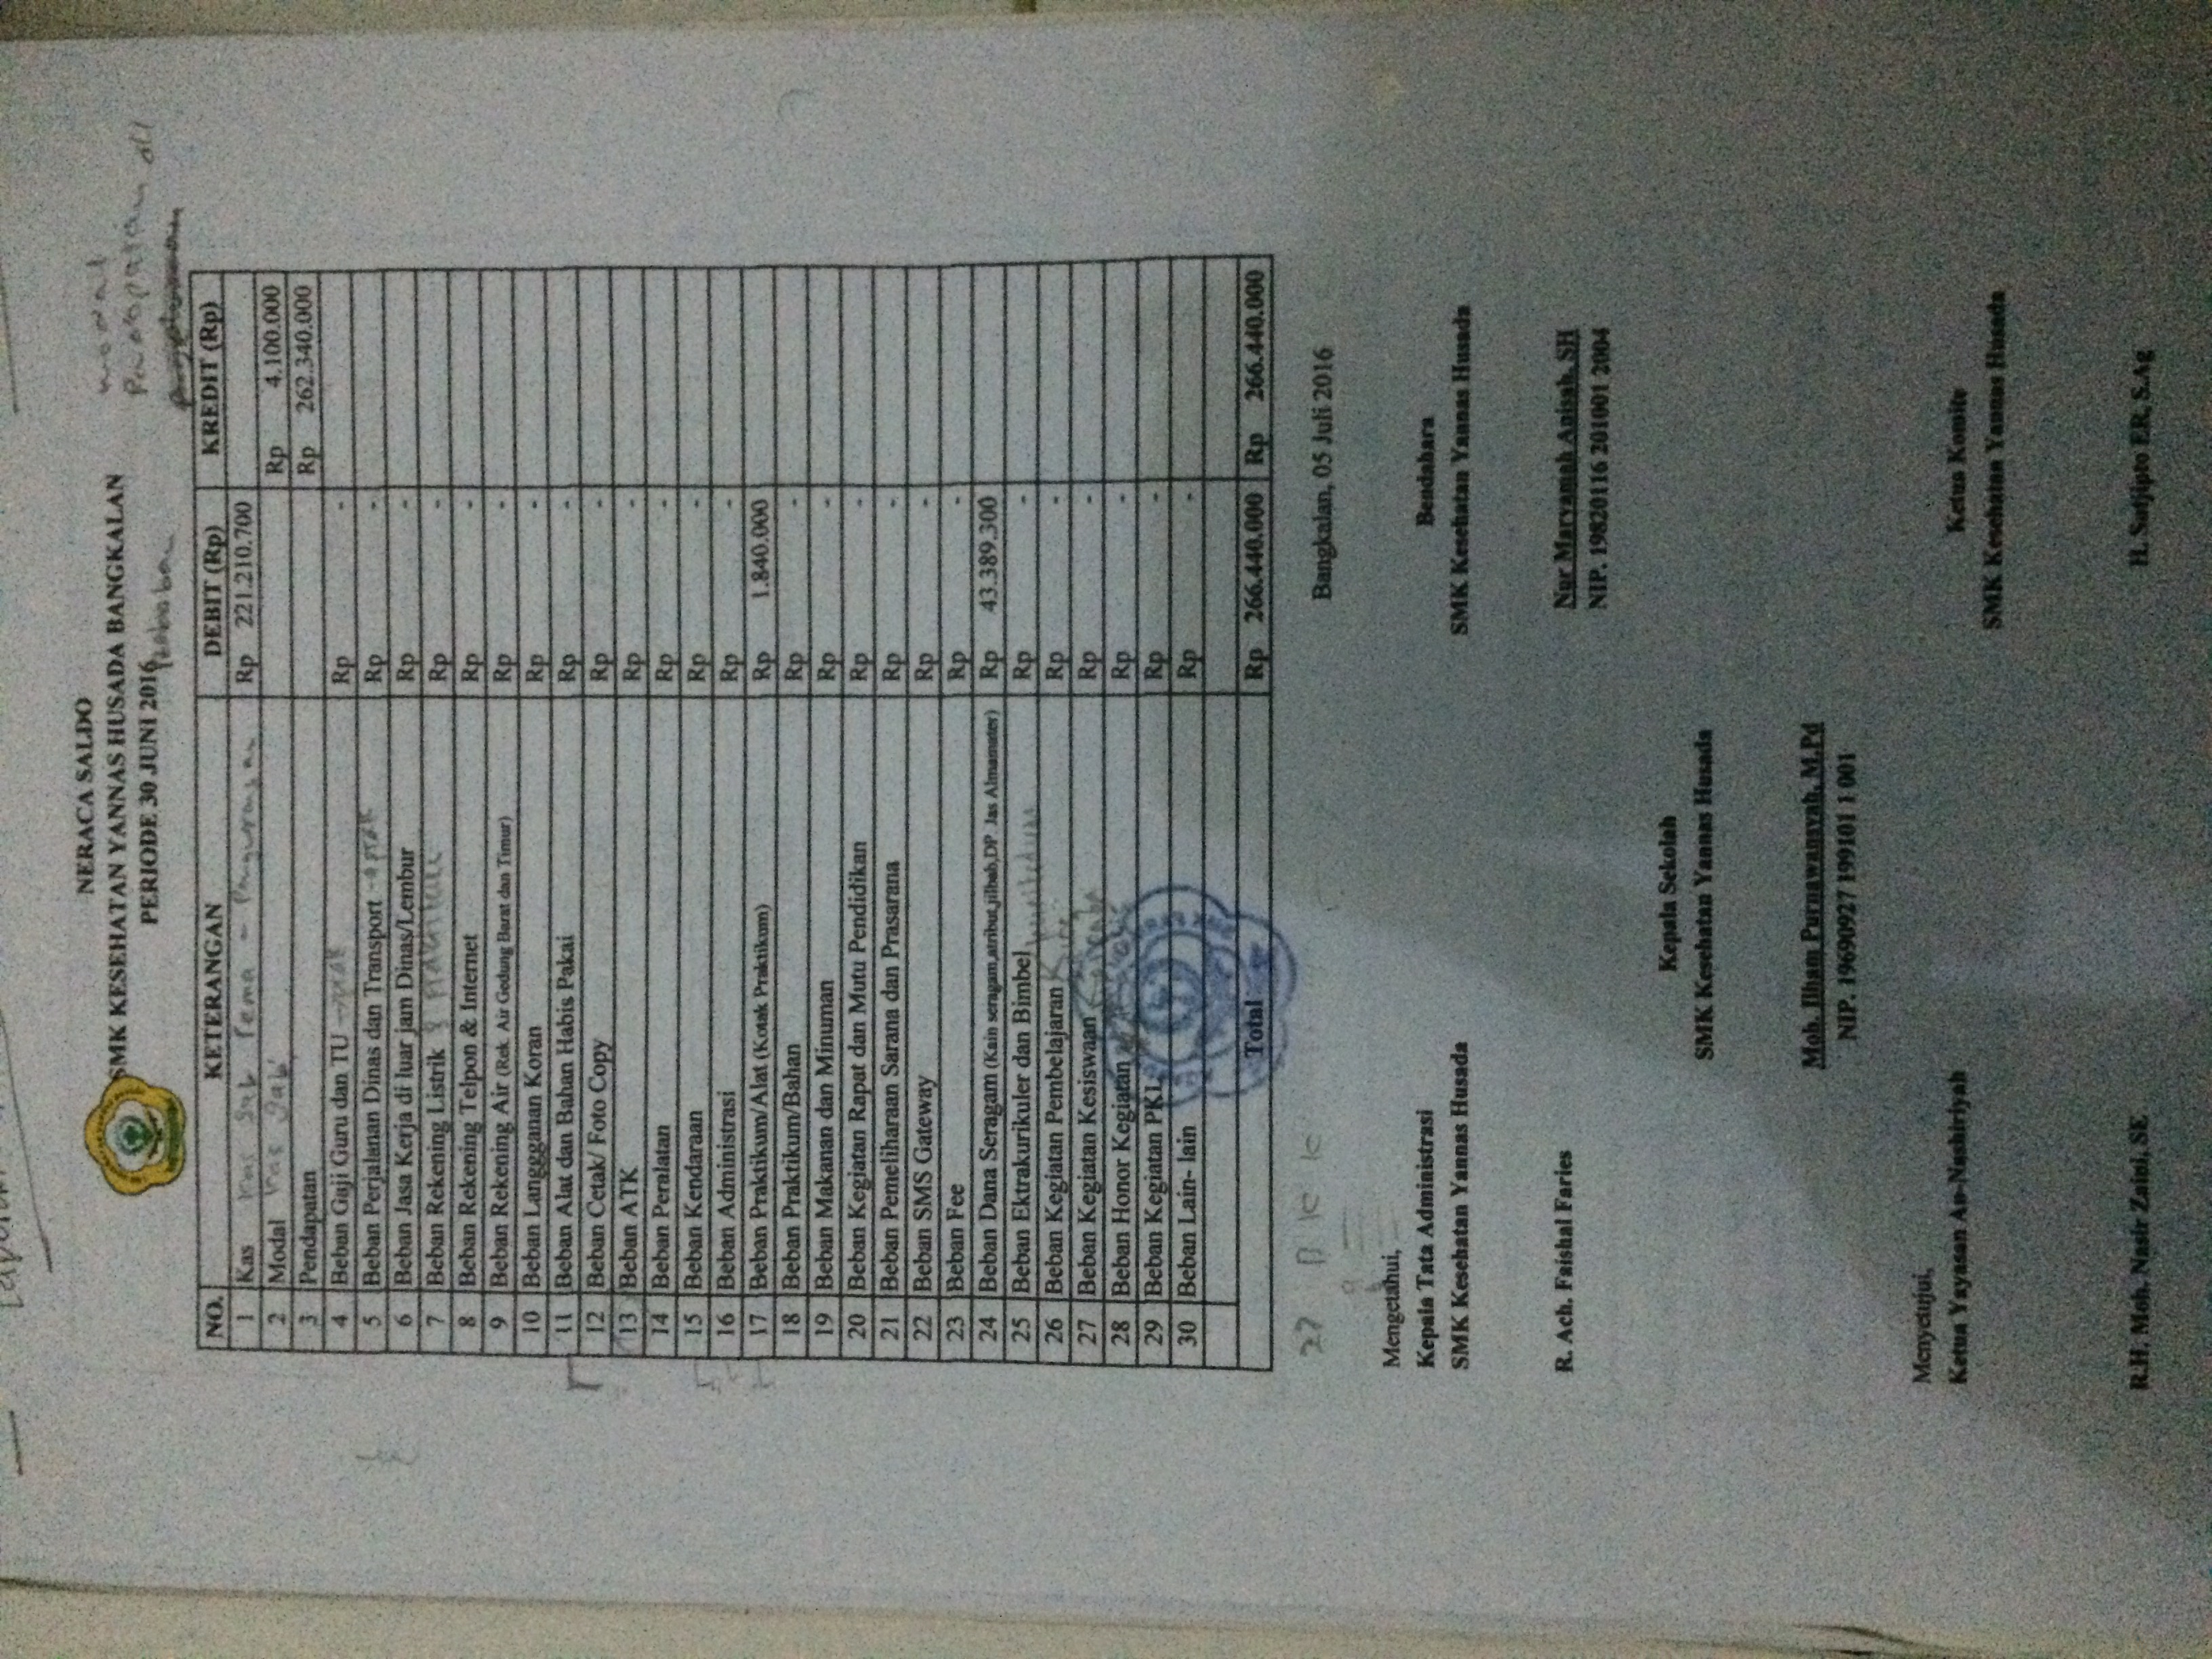 NERACA SALDO
SMK KESEHATAN YANNAS HUSADA BANGKALAN
PERIODE 30 JUNI 2016
modal
Pendapatan dll
NO. KETERANGAN DEBIT (Rp) KREDIT (Rp)
1 Kas Rp 221.210.700
2 Modal Rp 4.100.000
3 Pendapatan Rp 262.340.000
4 Beban Gaji Guru dan TU Rp -
5 Beban Perjalanan Dinas dan Transport Rp -
6 Beban Jasa Kerja di luar jam Dinas/Lembur Rp -
7 Beban Rekening Listrik Rp -
8 Beban Rekening Telpon & Internet Rp -
9 Beban Rekening Air (Rek. Air Gedung Barat dan Timur) Rp -
10 Beban Langgganan Koran Rp -
11 Beban Alat dan Bahan Habis Pakai Rp -
12 Beban Cetak/ Foto Copy Rp -
13 Beban ATK Rp -
14 Beban Peralatan Rp -
15 Beban Kendaraan Rp -
16 Beban Administrasi Rp -
17 Beban Praktikum/Alat (Kotak Praktikum) Rp 1.840.000
18 Beban Praktikum/Bahan Rp -
19 Beban Makanan dan Minuman Rp -
20 Beban Kegiatan Rapat dan Mutu Pendidikan Rp -
21 Beban Pemeliharaan Sarana dan Prasarana Rp -
22 Beban SMS Gateway Rp -
23 Beban Fee Rp -
24 Beban Dana Seragam (Kain seragam,atribut,jilbab,DP. Jas Almamater) Rp 43.389.300
25 Beban Ektrakurikuler dan Bimbel Rp -
26 Beban Kegiatan Pembelajaran Rp -
27 Beban Kegiatan Kesiswaan Rp -
28 Beban Honor Kegiatan Rp -
29 Beban Kegiatan PKL Rp -
30 Beban Lain- lain Rp -
Total Rp 266.440.000 Rp 266.440.000
Bangkalan, 05 Juli 2016
Mengetahui,
Kepala Tata Administrasi Bendahara
SMK Kesehatan Yannas Husada SMK Kesehatan Yannas Husada
R. Ach. Faishal Faries Nur Maryamah Anisah, SH
NIP. 19820116 201001 2004
Kepala Sekolah
SMK Kesehatan Yannas Husada
Moh. Ilham Purnawansyah, M.Pd
NIP. 19690927 199101 1 001
Menyetujui,
Ketua Yayasan An-Nashiriyah Ketua Komite
SMK Kesehatan Yannas Husada
R.H. Moh. Nasir Zaini, SE H. Sutjipto ER, S.Ag